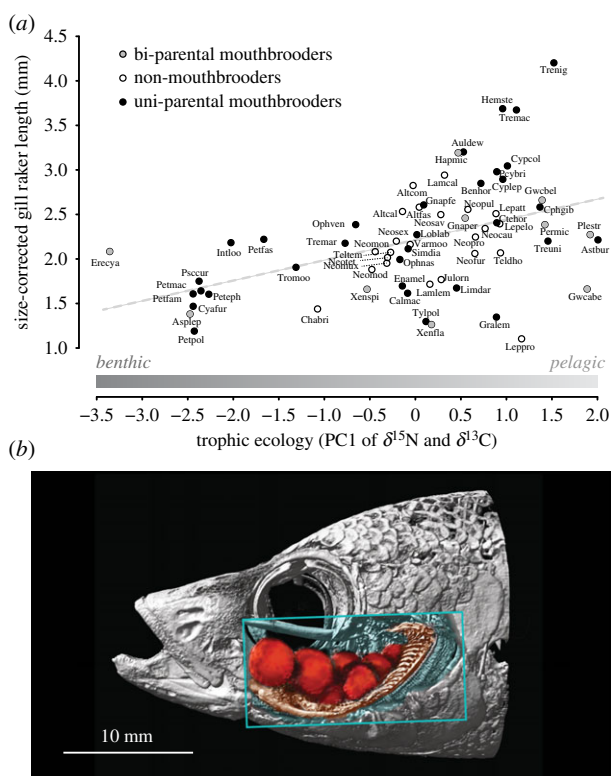 (a)
4.5
4.0
3.5
3.0
2.5
2.0
1.5
1.0
size-corrected gill raker length (mm)
bi-parental mouthbrooders
non-mouthbrooders
uni-parental mouthbrooders
Trenig
Hemste
Tremac
Auldew
Hapmic
Cypcol
Pcybri
Lamcal
Benhor
Cyplep
Altcom
Gnapfe
Neopul
Gwcbel
Altcal
Altfas
Lepatt
Cphgib
Neosav
Ctehor
Ophven
Gnaper
Lepelo
Plestr
Neosex
Loblab
Neocau
Permic
Intloo
Petfas
Tremar
Neomon
Varmoo
Neopro
Treuni
Astbur
Erecya
Teltem
Simdia
Neotet
Neomux
Ophnas
Neofur
Teldho
Psccur
Tromoo
Neomod
Petmac
Enamel
Julorn
Petfam
Peteph
Xenspi
Lamlem
Limdar
Gwcabe
Cyafur
Calmac
Asplep
Chabri
Tylpol
Petpol
Xenfla
Gralem
Leppro
benthic
pelagic
−3.5 −3.0 −2.5 −2.0 −1.5 −1.0 −0.5 0 0.5 1.0 1.5 2.0
trophic ecology (PC1 of δ15N and δ13C)
(b)
10 mm